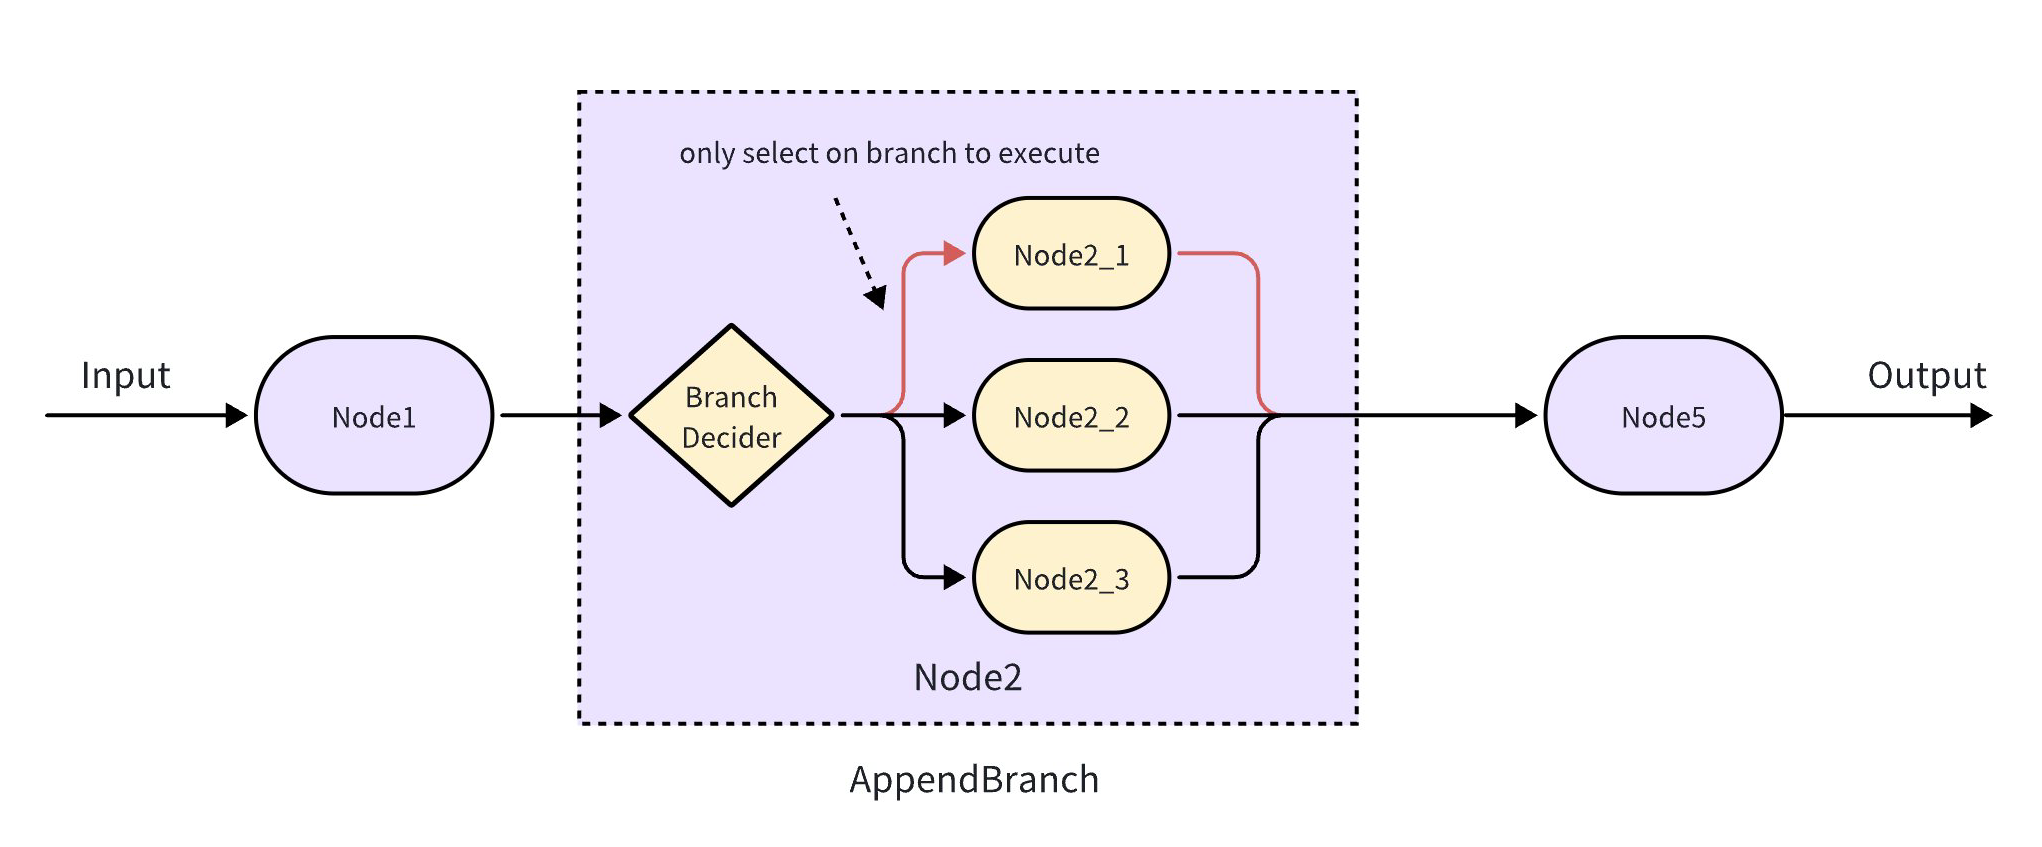 only select on branch to execute
Node2_1
Input
Node1
Branch
Decider
Node2_2
Node5
Output
Node2_3
Node2
AppendBranch